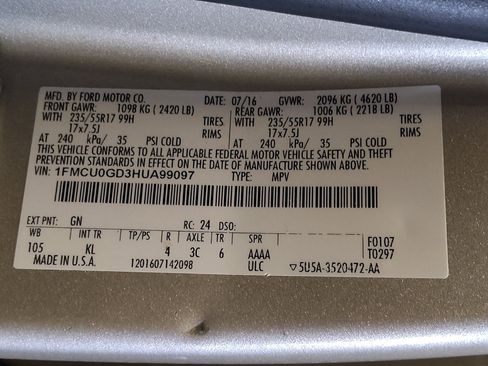 MFD. BY FORD MOTOR CO. DATE: 07/16 GVWR: 2096 KG ( 4620 LB)
FRONT GAWR: 1098 KG ( 2420 LB) REAR GAWR: 1006 KG ( 2218 LB)
WITH 235/55R17 99H TIRES WITH 235/55R17 99H TIRES
17x7.5J RIMS 17x7.5J RIMS
AT 240 kPa/ 35 PSI COLD AT 240 kPa/ 35 PSI COLD
THIS VEHICLE CONFORMS TO ALL APPLICABLE FEDERAL MOTOR VEHICLE SAFETY AND THEFT
PREVENTION STANDARDS IN EFFECT ON THE DATE OF MANUFACTURE SHOWN ABOVE.
VIN: 1FMCU0GD3HUA99097 TYPE: MPV
EXT PNT: GN RC: 24 DSO:
WB INT TR TP/PS R AXLE TR SPR F0107
105 KL 4 3C 6 AAAA T0297
MADE IN U.S.A. 1201607142098 ULC ▽5U5A-3520472-AA